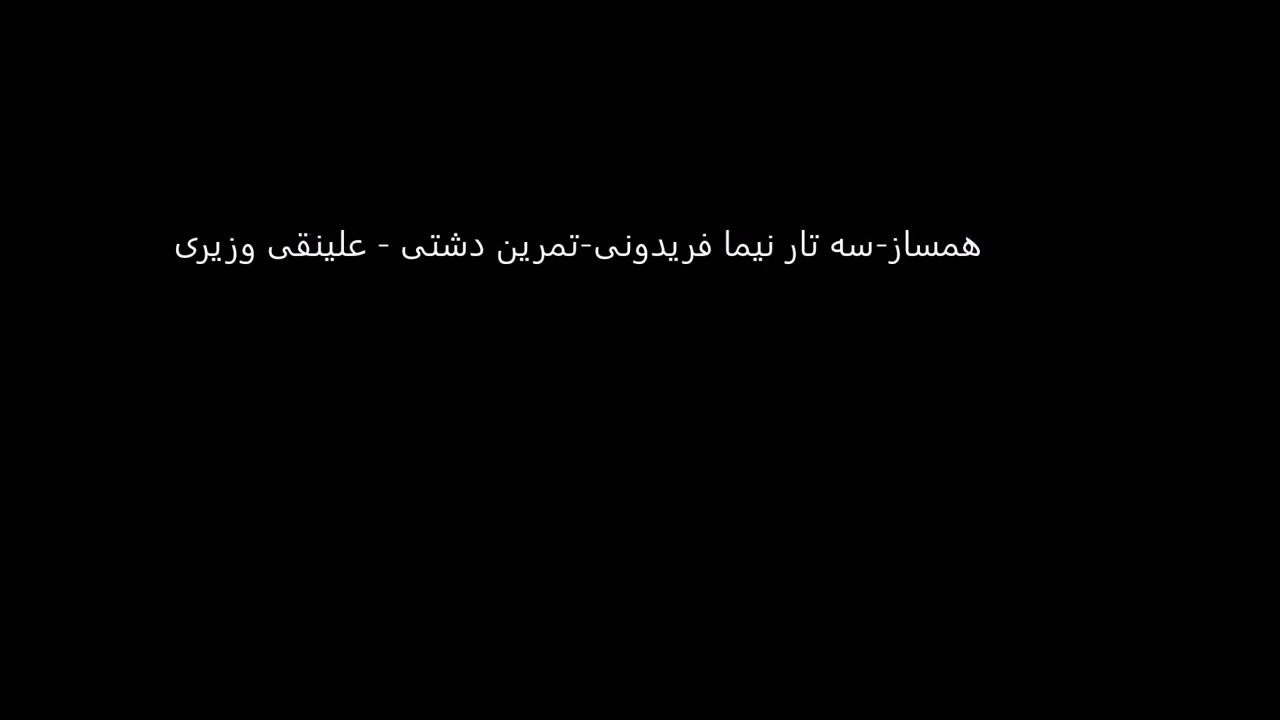 همساز-سه تار نیما فریدونی-تمرین دشتی - علینقی وزیری